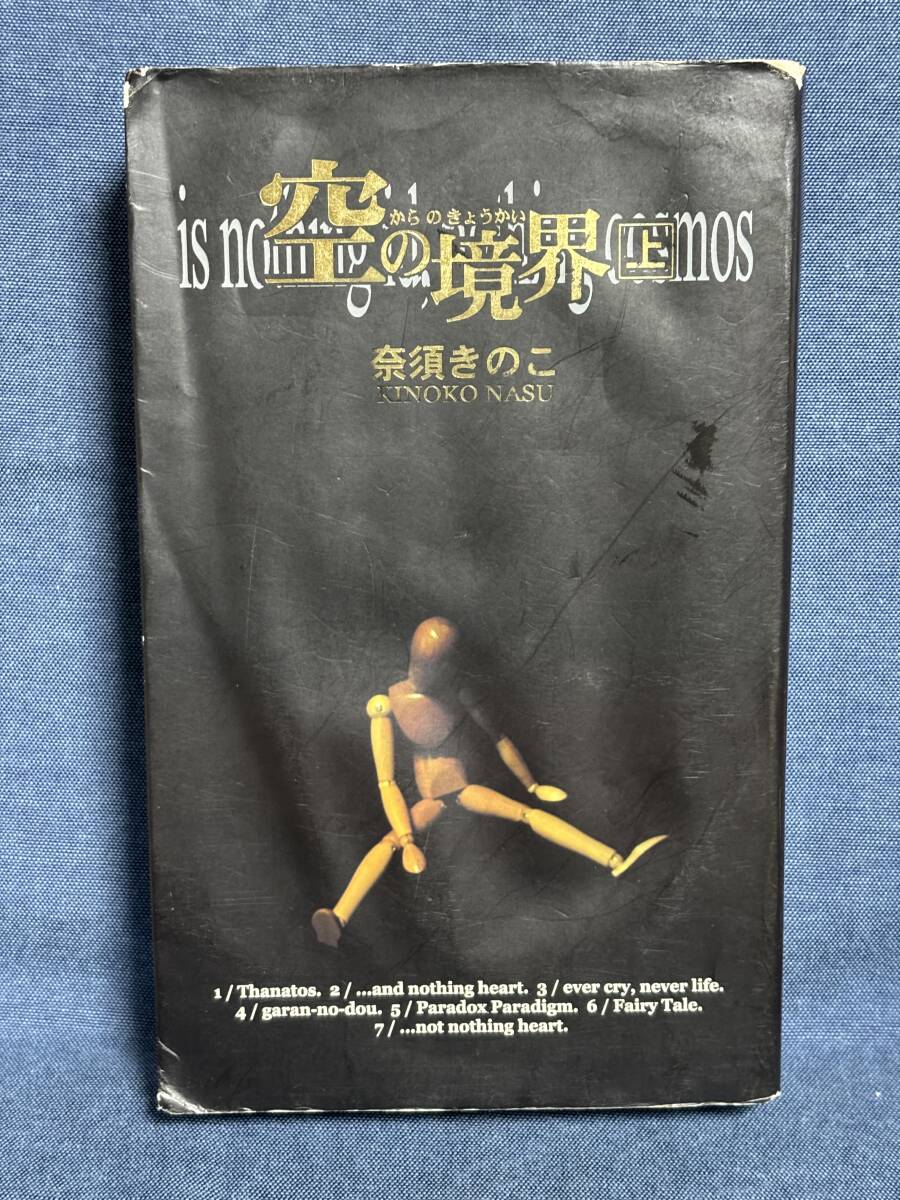 空の境界 上
からのきょうかい
is no cosmos
奈須きのこ
KINOKO NASU
1 / Thanatos. 2 / ...and nothing heart. 3 / ever cry, never life.
4 / garan-no-dou. 5 / Paradox Paradigm. 6 / Fairy Tale.
7 / ...not nothing heart.